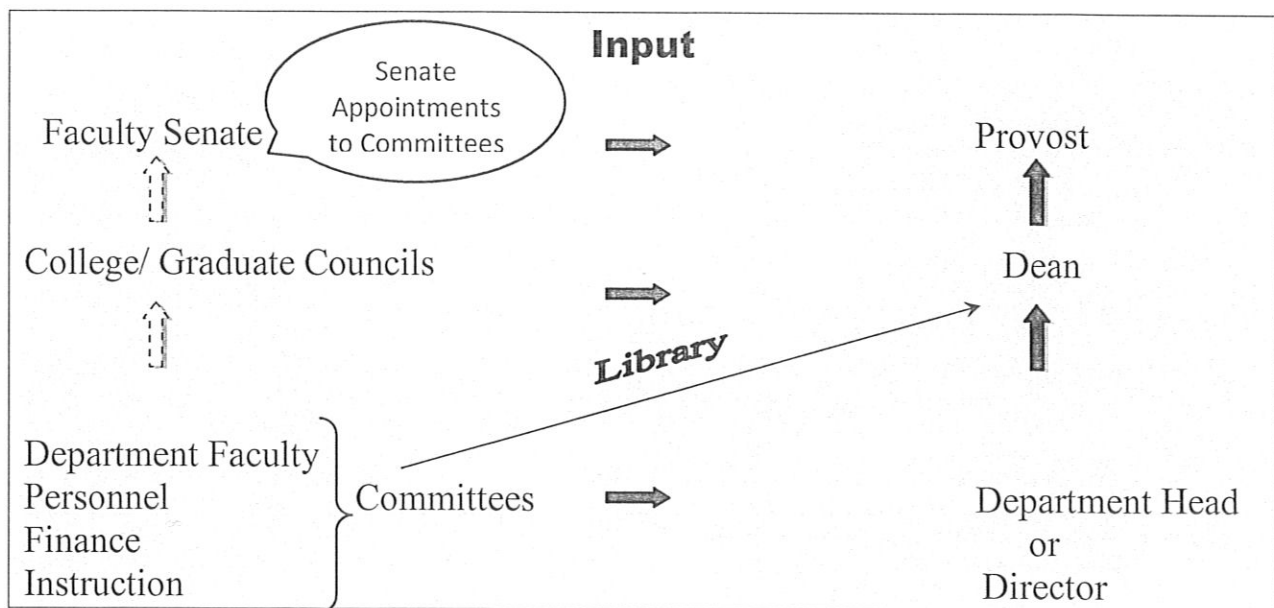 Input
Senate
Appointments
to Committees
Faculty Senate
Provost
College/ Graduate Councils
Dean
Library
Department Faculty
Personnel
Finance
Instruction
Committees
Department Head
or
Director